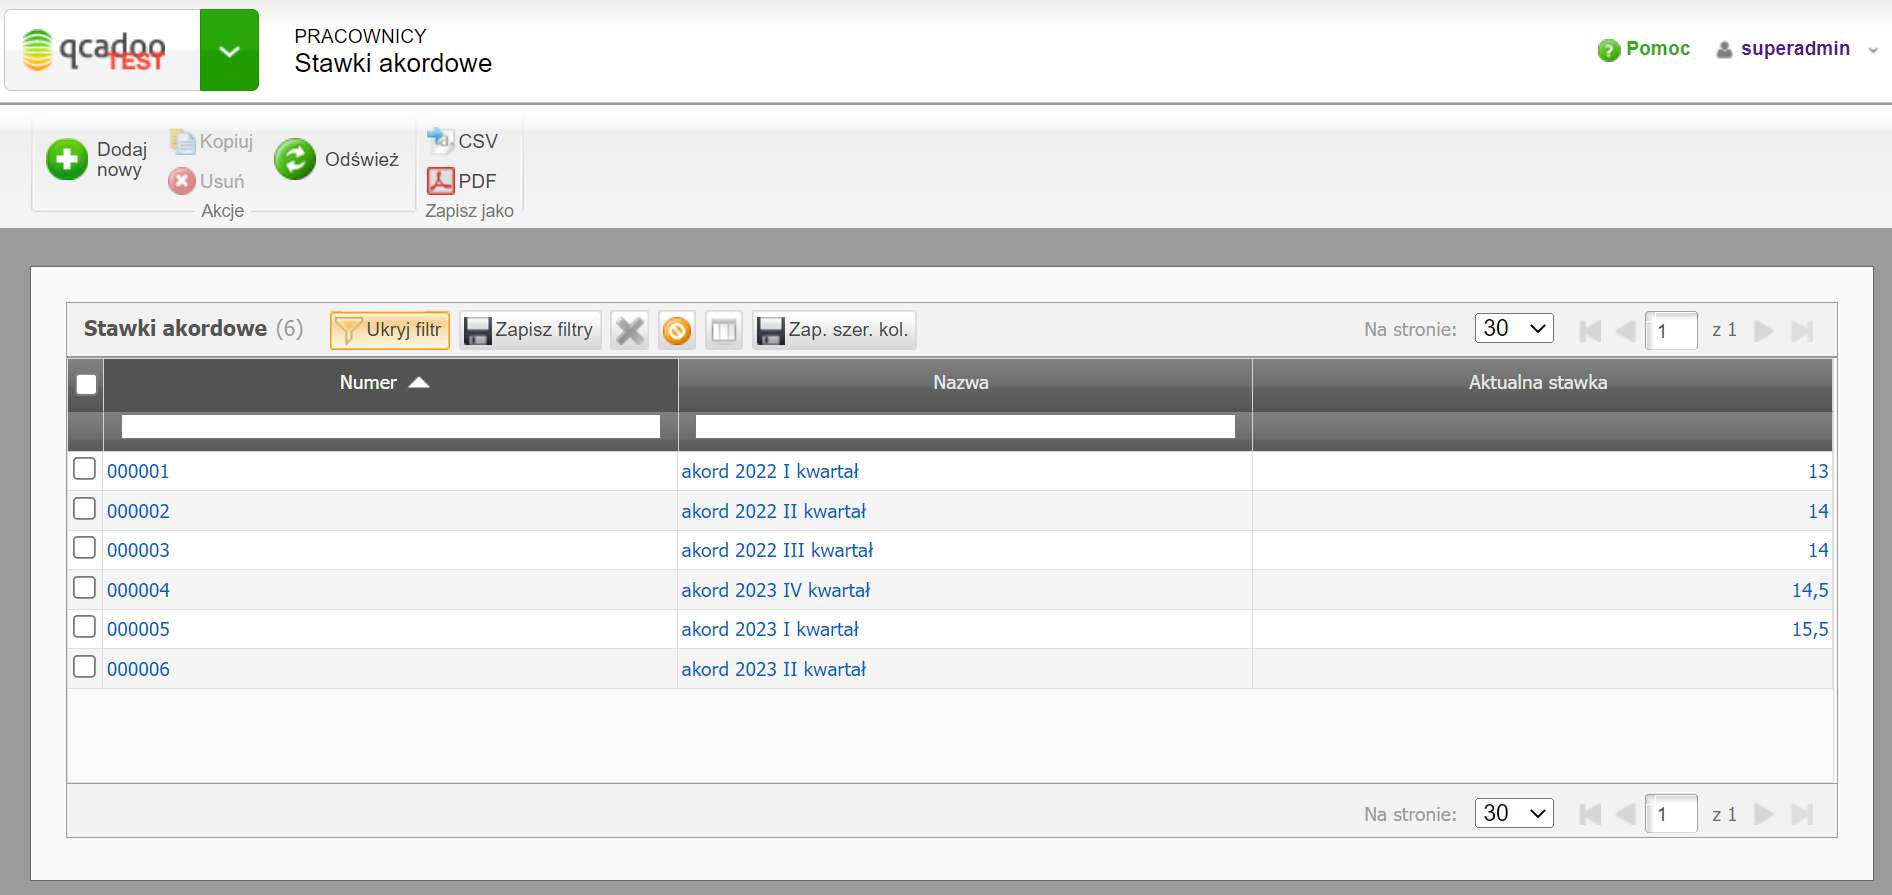 qcadoo
TEST
PRACOWNICY
Stawki akordowe
Pomoc
superadmin
Dodaj
nowy
Kopiuj
Usuń
Odśwież
Akcje
CSV
PDF
Zapisz jako
Stawki akordowe (6)
Ukryj filtr
Zapisz filtry
Zap. szer. kol.
Na stronie: 30 1 z 1
Numer Nazwa Aktualna stawka
000001 akord 2022 I kwartał 13
000002 akord 2022 II kwartał 14
000003 akord 2022 III kwartał 14
000004 akord 2023 IV kwartał 14,5
000005 akord 2023 I kwartał 15,5
000006 akord 2023 II kwartał
Na stronie: 30 1 z 1